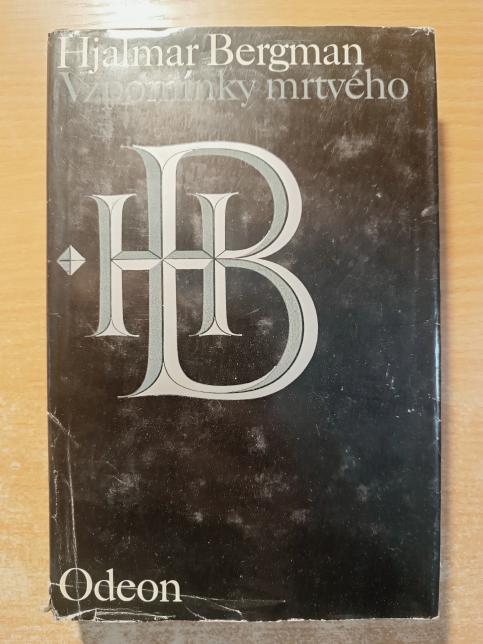 Hjalmar Bergman
Vzpomínky mrtvého
HB
Odeon